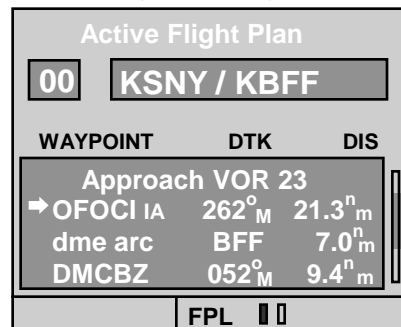 Active Flight Plan
00 KSNY / KBFF
WAYPOINT DTK DIS
Approach VOR 23
➡OFOCI IA 262°M 21.3nm
dme arc BFF 7.0nm
DMCBZ 052°M 9.4nm
FPL